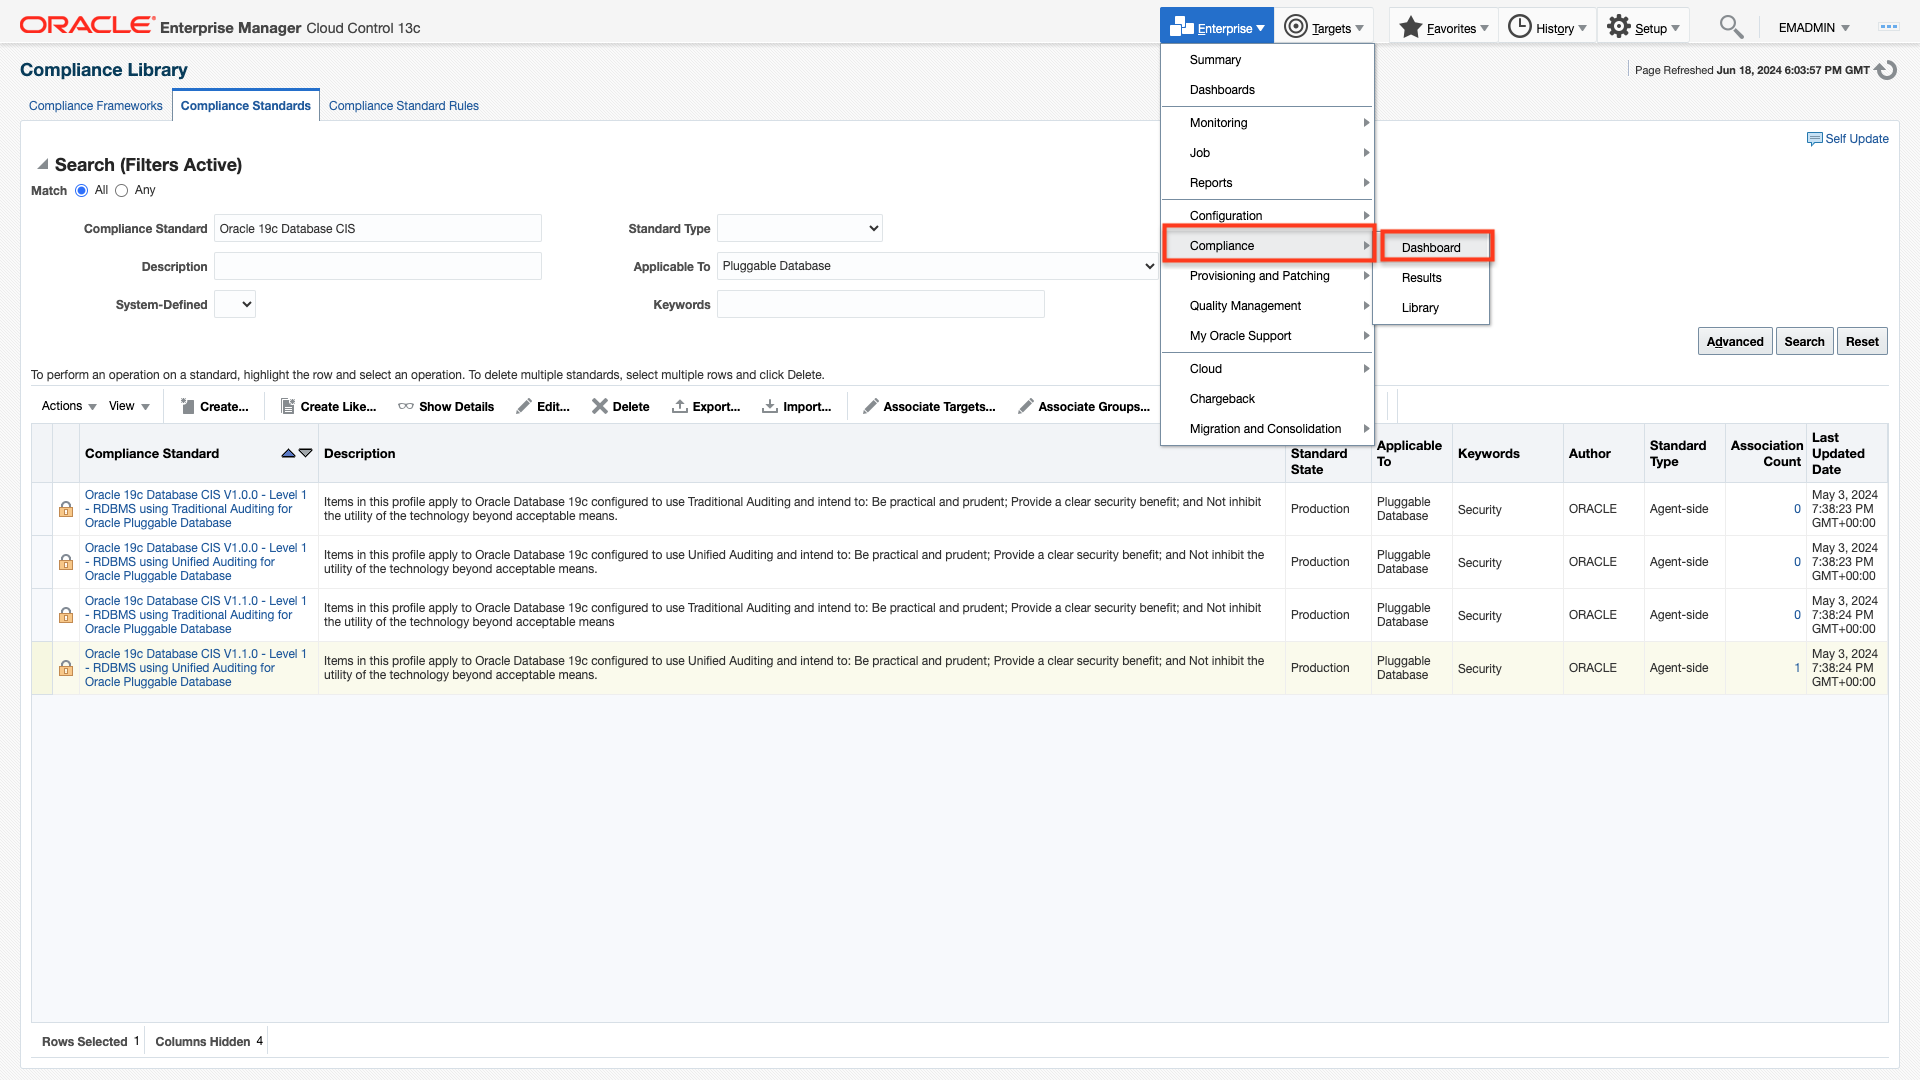 ORACLE Enterprise Manager Cloud Control 13c
Enterprise
Targets
Favorites
History
Setup
EMADMIN
Compliance Library
Page Refreshed Jun 18, 2024 6:03:57 PM GMT
Compliance Frameworks
Compliance Standards
Compliance Standard Rules
Summary
Dashboards
Monitoring
Job
Reports
Configuration
Compliance
Provisioning and Patching
Quality Management
My Oracle Support
Cloud
Chargeback
Migration and Consolidation
Dashboard
Results
Library
Self Update
Search (Filters Active)
Match All Any
Compliance Standard Oracle 19c Database CIS
Standard Type
Description
Applicable To Pluggable Database
System-Defined
Keywords
Advanced
Search
Reset
To perform an operation on a standard, highlight the row and select an operation. To delete multiple standards, select multiple rows and click Delete.
Actions
View
Create...
Create Like...
Show Details
Edit...
Delete
Export...
Import...
Associate Targets...
Associate Groups...
Compliance Standard
Description
Standard
State
Applicable
To
Keywords
Author
Standard
Type
Association
Count
Last
Updated
Date
Oracle 19c Database CIS V1.0.0 - Level 1
- RDBMS using Traditional Auditing for
Oracle Pluggable Database
Items in this profile apply to Oracle Database 19c configured to use Traditional Auditing and intend to: Be practical and prudent; Provide a clear security benefit; and Not inhibit
the utility of the technology beyond acceptable means.
Production
Pluggable
Database
Security
ORACLE
Agent-side
0
May 3, 2024
7:38:23 PM
GMT+00:00
Oracle 19c Database CIS V1.0.0 - Level 1
- RDBMS using Unified Auditing for
Oracle Pluggable Database
Items in this profile apply to Oracle Database 19c configured to use Unified Auditing and intend to: Be practical and prudent; Provide a clear security benefit; and Not inhibit the
utility of the technology beyond acceptable means.
Production
Pluggable
Database
Security
ORACLE
Agent-side
0
May 3, 2024
7:38:23 PM
GMT+00:00
Oracle 19c Database CIS V1.1.0 - Level 1
- RDBMS using Traditional Auditing for
Oracle Pluggable Database
Items in this profile apply to Oracle Database 19c configured to use Traditional Auditing and intend to: Be practical and prudent; Provide a clear security benefit; and Not inhibit
the utility of the technology beyond acceptable means
Production
Pluggable
Database
Security
ORACLE
Agent-side
0
May 3, 2024
7:38:24 PM
GMT+00:00
Oracle 19c Database CIS V1.1.0 - Level 1
- RDBMS using Unified Auditing for
Oracle Pluggable Database
Items in this profile apply to Oracle Database 19c configured to use Unified Auditing and intend to: Be practical and prudent; Provide a clear security benefit; and Not inhibit the
utility of the technology beyond acceptable means.
Production
Pluggable
Database
Security
ORACLE
Agent-side
1
May 3, 2024
7:38:24 PM
GMT+00:00
Rows Selected 1
Columns Hidden 4